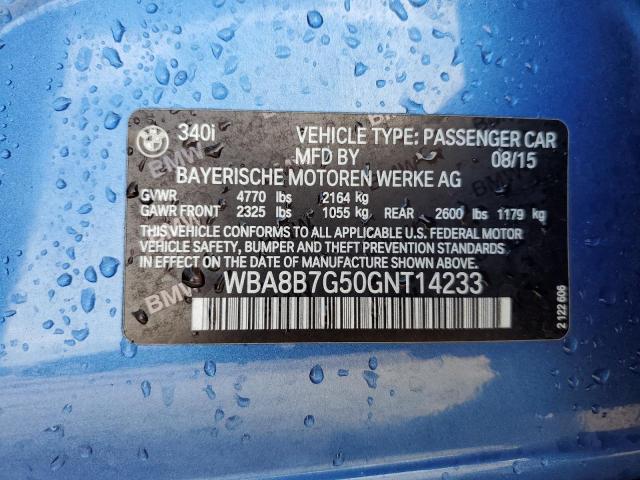 BMW 340i VEHICLE TYPE: PASSENGER CAR
MFD BY 08/15
BAYERISCHE MOTOREN WERKE AG
GVWR 4770 lbs 2164 kg
GAWR FRONT 2325 lbs 1055 kg REAR 2600 lbs 1179 kg
THIS VEHICLE CONFORMS TO ALL APPLICABLE U.S. FEDERAL MOTOR
VEHICLE SAFETY, BUMPER AND THEFT PREVENTION STANDARDS
IN EFFECT ON THE DATE OF MANUFACTURE SHOWN ABOVE.
WBA8B7G50GNT14233
2 122 606